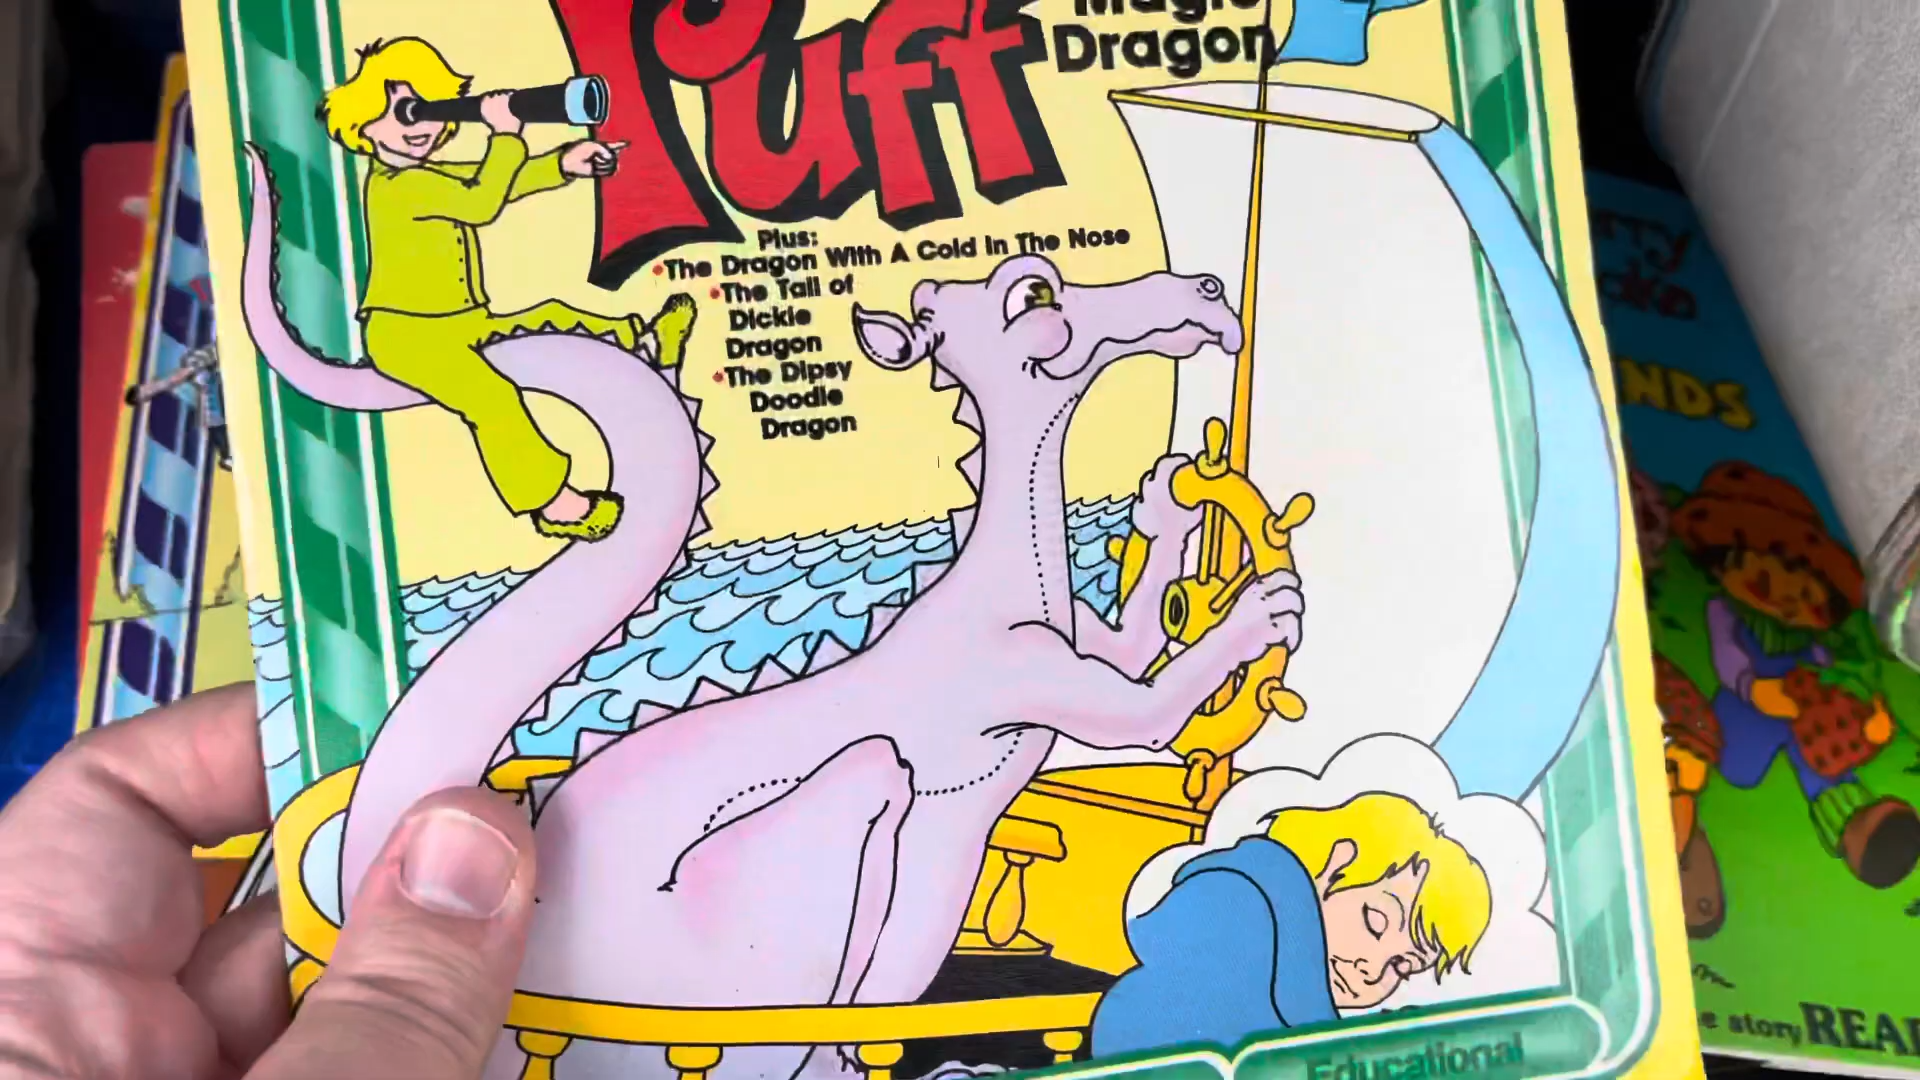 Puff
Magic
Dragon
Plus:
•The Dragon With A Cold In The Nose
•The Tail of
Dickie
Dragon
•The Dipsy
Doodle
Dragon
NDS
e story READ
Educational